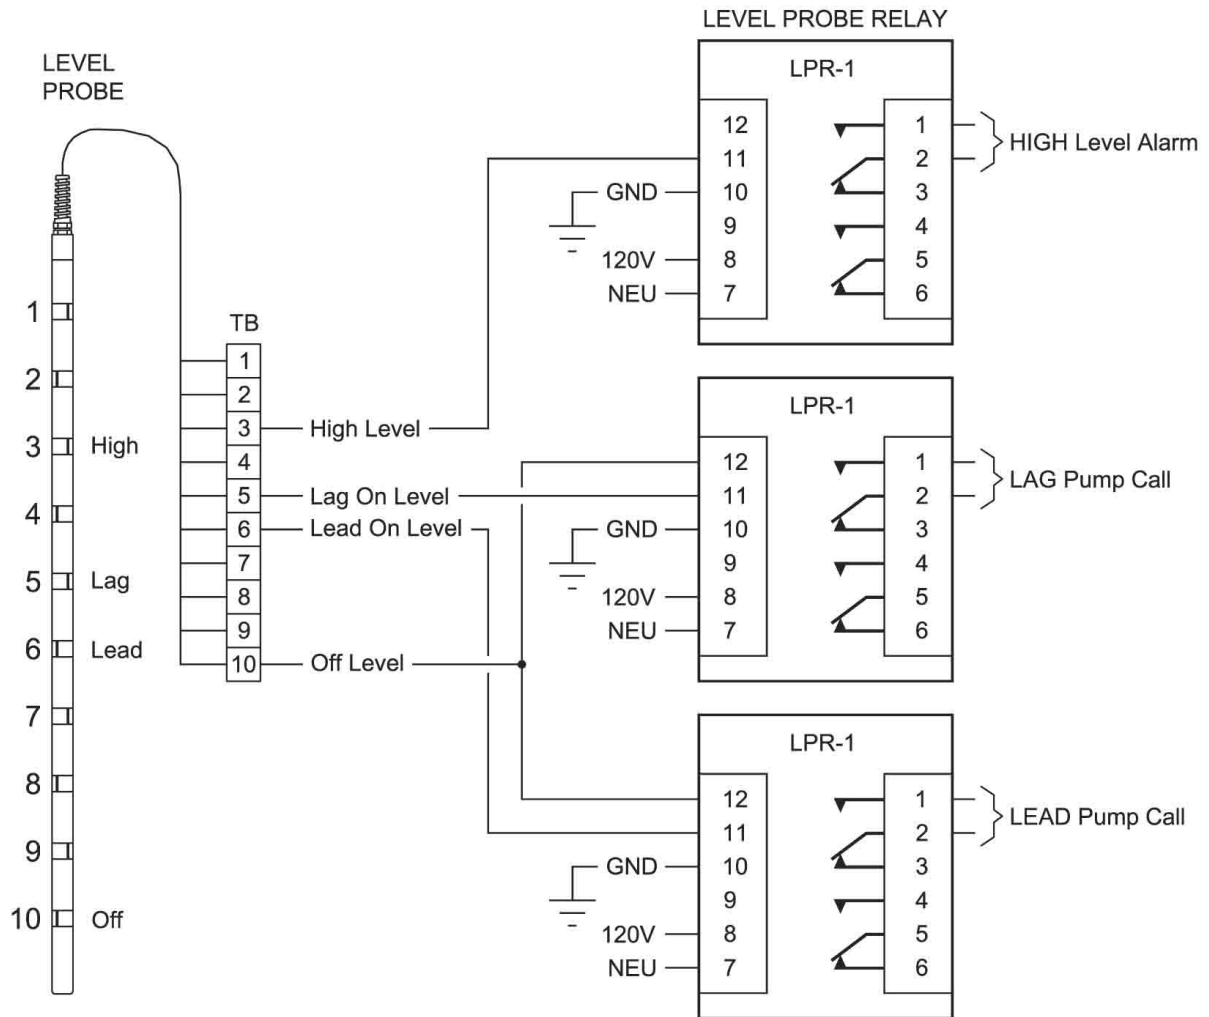 LEVEL PROBE RELAY
LEVEL
PROBE
1
2
3 High
4
5 Lag
6 Lead
7
8
9
10 Off
TB
1
2
3 High Level
4
5 Lag On Level
6 Lead On Level
7
8
9
10 Off Level
LPR-1
12 1
11 2
HIGH Level Alarm
GND 10 3
9 4
120V 8 5
NEU 7 6
LPR-1
12 1
11 2
LAG Pump Call
GND 10 3
9 4
120V 8 5
NEU 7 6
LPR-1
12 1
11 2
LEAD Pump Call
GND 10 3
9 4
120V 8 5
NEU 7 6